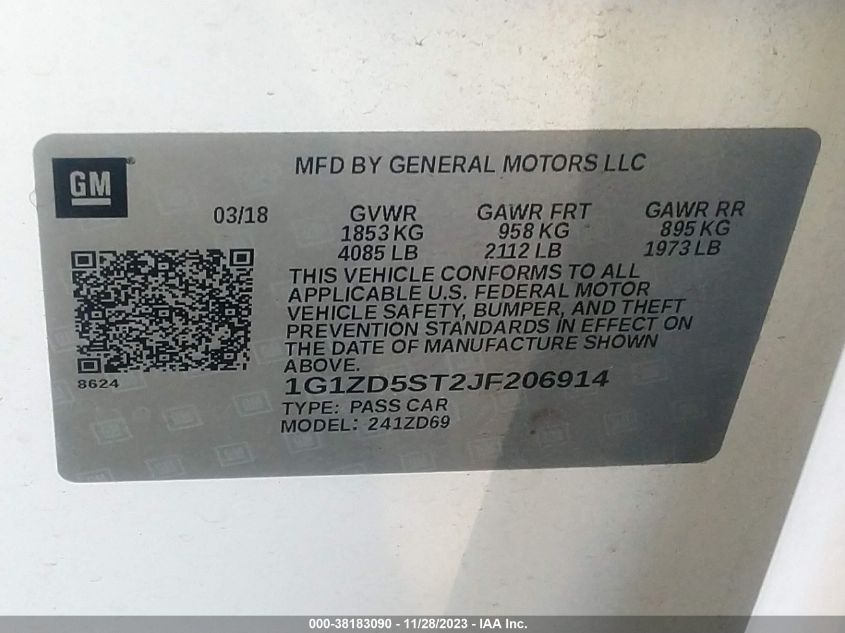 GM
MFD BY GENERAL MOTORS LLC
03/18 GVWR GAWR FRT GAWR RR
1853 KG 958 KG 895 KG
4085 LB 2112 LB 1973 LB
THIS VEHICLE CONFORMS TO ALL
APPLICABLE U.S. FEDERAL MOTOR
VEHICLE SAFETY, BUMPER, AND THEFT
PREVENTION STANDARDS IN EFFECT ON
THE DATE OF MANUFACTURE SHOWN
ABOVE.
8624
1G1ZD5ST2JF206914
TYPE: PASS CAR
MODEL: 241ZD69
000-38183090 - 11/28/2023 - IAA Inc.